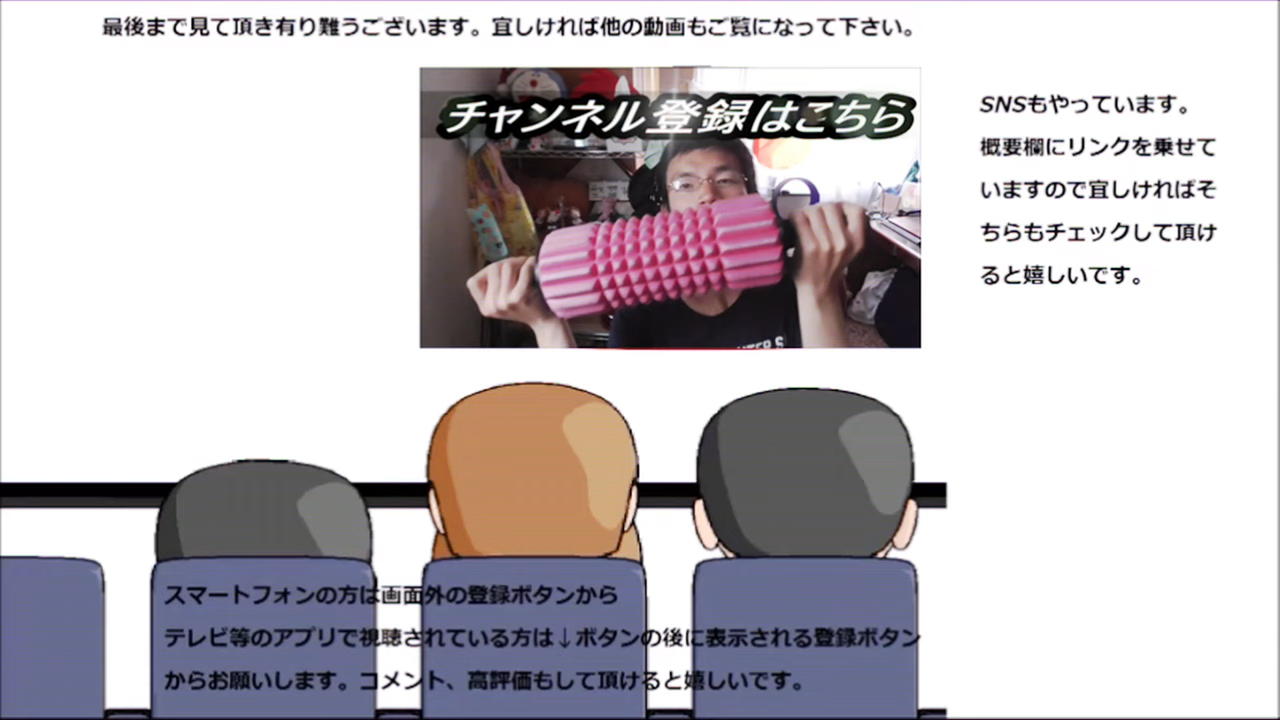 最後まで見て頂き有り難うございます。宜しければ他の動画もご覧になって下さい。
チャンネル登録はこちら
SNSもやっています。
概要欄にリンクを乗せて
いますので宜しければそ
ちらもチェックして頂け
ると嬉しいです。
スマートフォンの方は画面外の登録ボタンから
テレビ等のアプリで視聴されている方は↓ボタンの後に表示される登録ボタン
からお願いします。コメント、高評価もして頂けると嬉しいです。